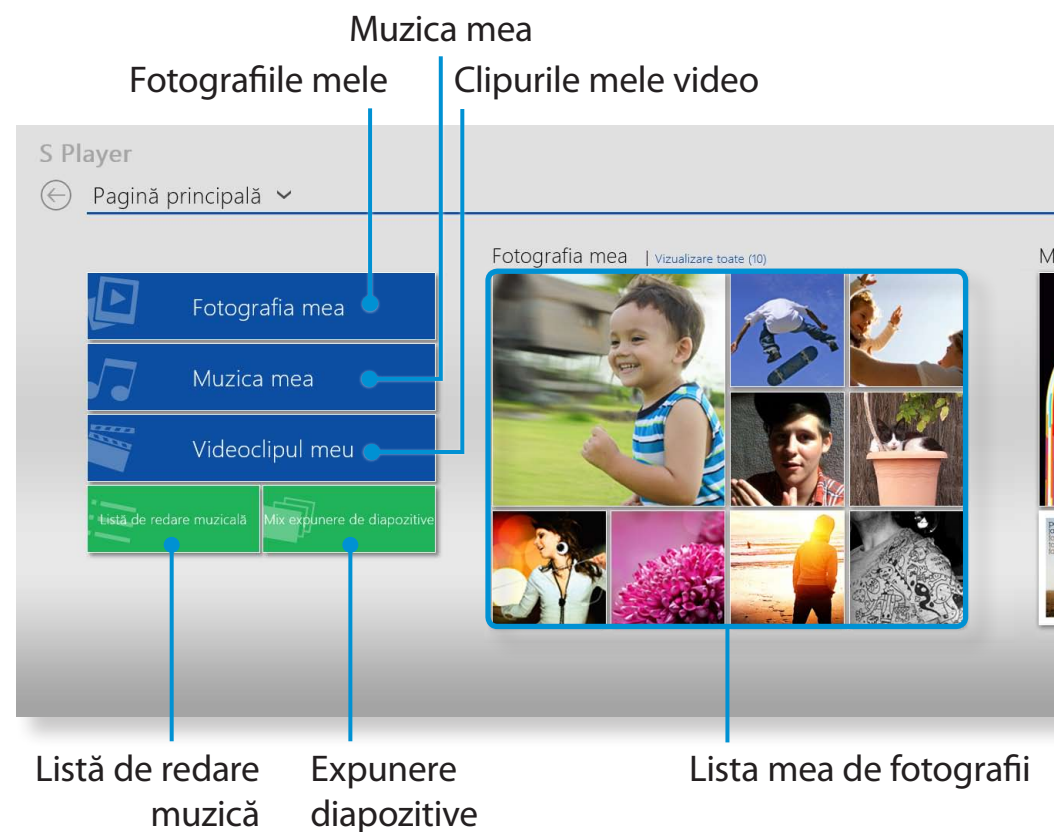 Muzica mea
Fotografiile mele
Clipurile mele video
S Player
Pagină principală
Fotografia mea | Vizualizare toate (10)
M
Fotografia mea
Muzica mea
Videoclipul meu
Listă de redare muzicală
Mix expunere de diapozitive
Listă de redare
muzică
Expunere
diapozitive
Lista mea de fotografii